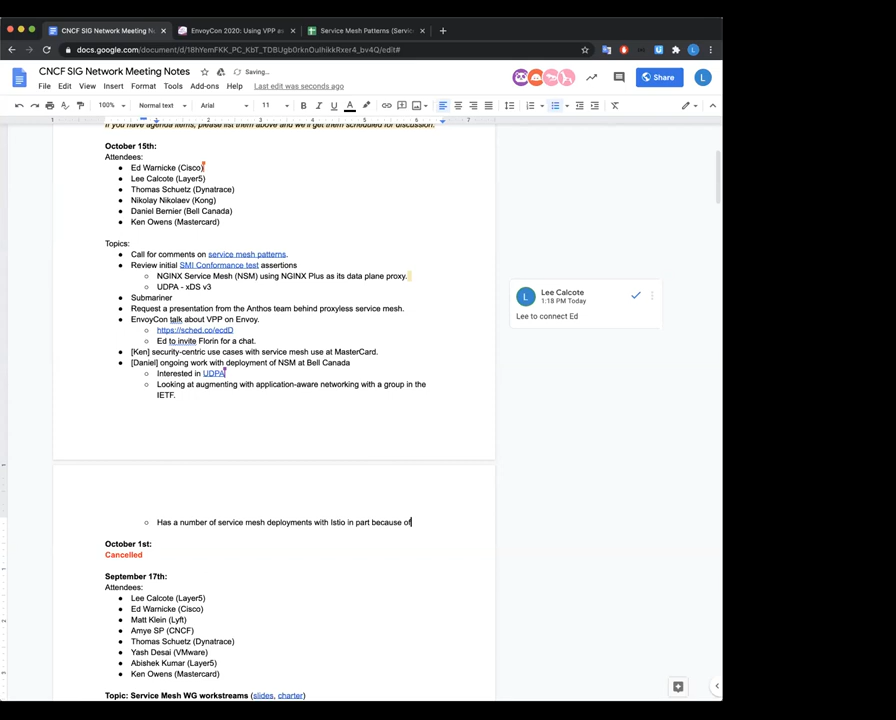 CNCF SIG Network Meeting No
EnvoyCon 2020: Using VPP as
Service Mesh Patterns (Servic
docs.google.com/document/d/18hYemFKK_PC_KbT_TDBUgb0rknOulhikkRxer4_bv4Q/edit#
CNCF SIG Network Meeting Notes
Saving...
File Edit View Insert Format Tools Add-ons Help Last edit was seconds ago
Share
L
100% Normal text Arial 11 B I U A
1 1 2 3 4 5 6 7
If you have agenda items, please list them above and we'll get them scheduled for discussion.
October 15th:
Attendees:
Ed Warnicke (Cisco)
Lee Calcote (Layer5)
Thomas Schuetz (Dynatrace)
Nikolay Nikolaev (Kong)
Daniel Bernier (Bell Canada)
Ken Owens (Mastercard)
Topics:
Call for comments on service mesh patterns.
Review initial SMI Conformance test assertions
NGINX Service Mesh (NSM) using NGINX Plus as its data plane proxy.
UDPA - xDS v3
Submariner
Request a presentation from the Anthos team behind proxyless service mesh.
EnvoyCon talk about VPP on Envoy.
https://sched.co/ecdD
Ed to invite Florin for a chat.
[Ken] security-centric use cases with service mesh use at MasterCard.
[Daniel] ongoing work with deployment of NSM at Bell Canada
Interested in UDPA
Looking at augmenting with application-aware networking with a group in the
IETF.
L
Lee Calcote
1:18 PM Today
Lee to connect Ed
Has a number of service mesh deployments with Istio in part because of
October 1st:
Cancelled
September 17th:
Attendees:
Lee Calcote (Layer5)
Ed Warnicke (Cisco)
Matt Klein (Lyft)
Amye SP (CNCF)
Thomas Schuetz (Dynatrace)
Yash Desai (VMware)
Abishek Kumar (Layer5)
Ken Owens (Mastercard)
Topic: Service Mesh WG workstreams (slides, charter)